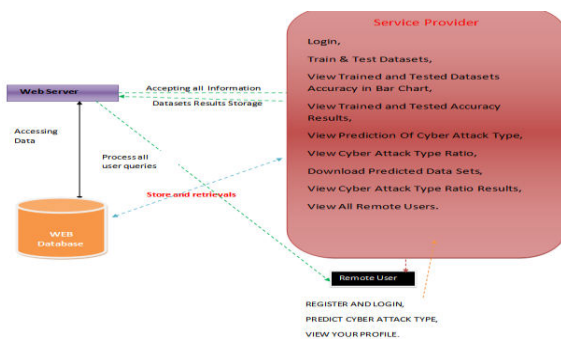 Service Provider
Login,
Train & Test Datasets,
View Trained and Tested Datasets
Accuracy in Bar Chart,
View Trained and Tested Accuracy
Results,
View Prediction Of Cyber Attack Type,
View Cyber Attack Type Ratio,
Download Predicted Data Sets,
View Cyber Attack Type Ratio Results,
View All Remote Users.
Web Server
Accepting all Information
Datasets Results Storage
Accessing
Data
Process all
user queries
Store and retrievals
WEB
Database
Remote User
REGISTER AND LOGIN,
PREDICT CYBER ATTACK TYPE,
VIEW YOUR PROFILE.